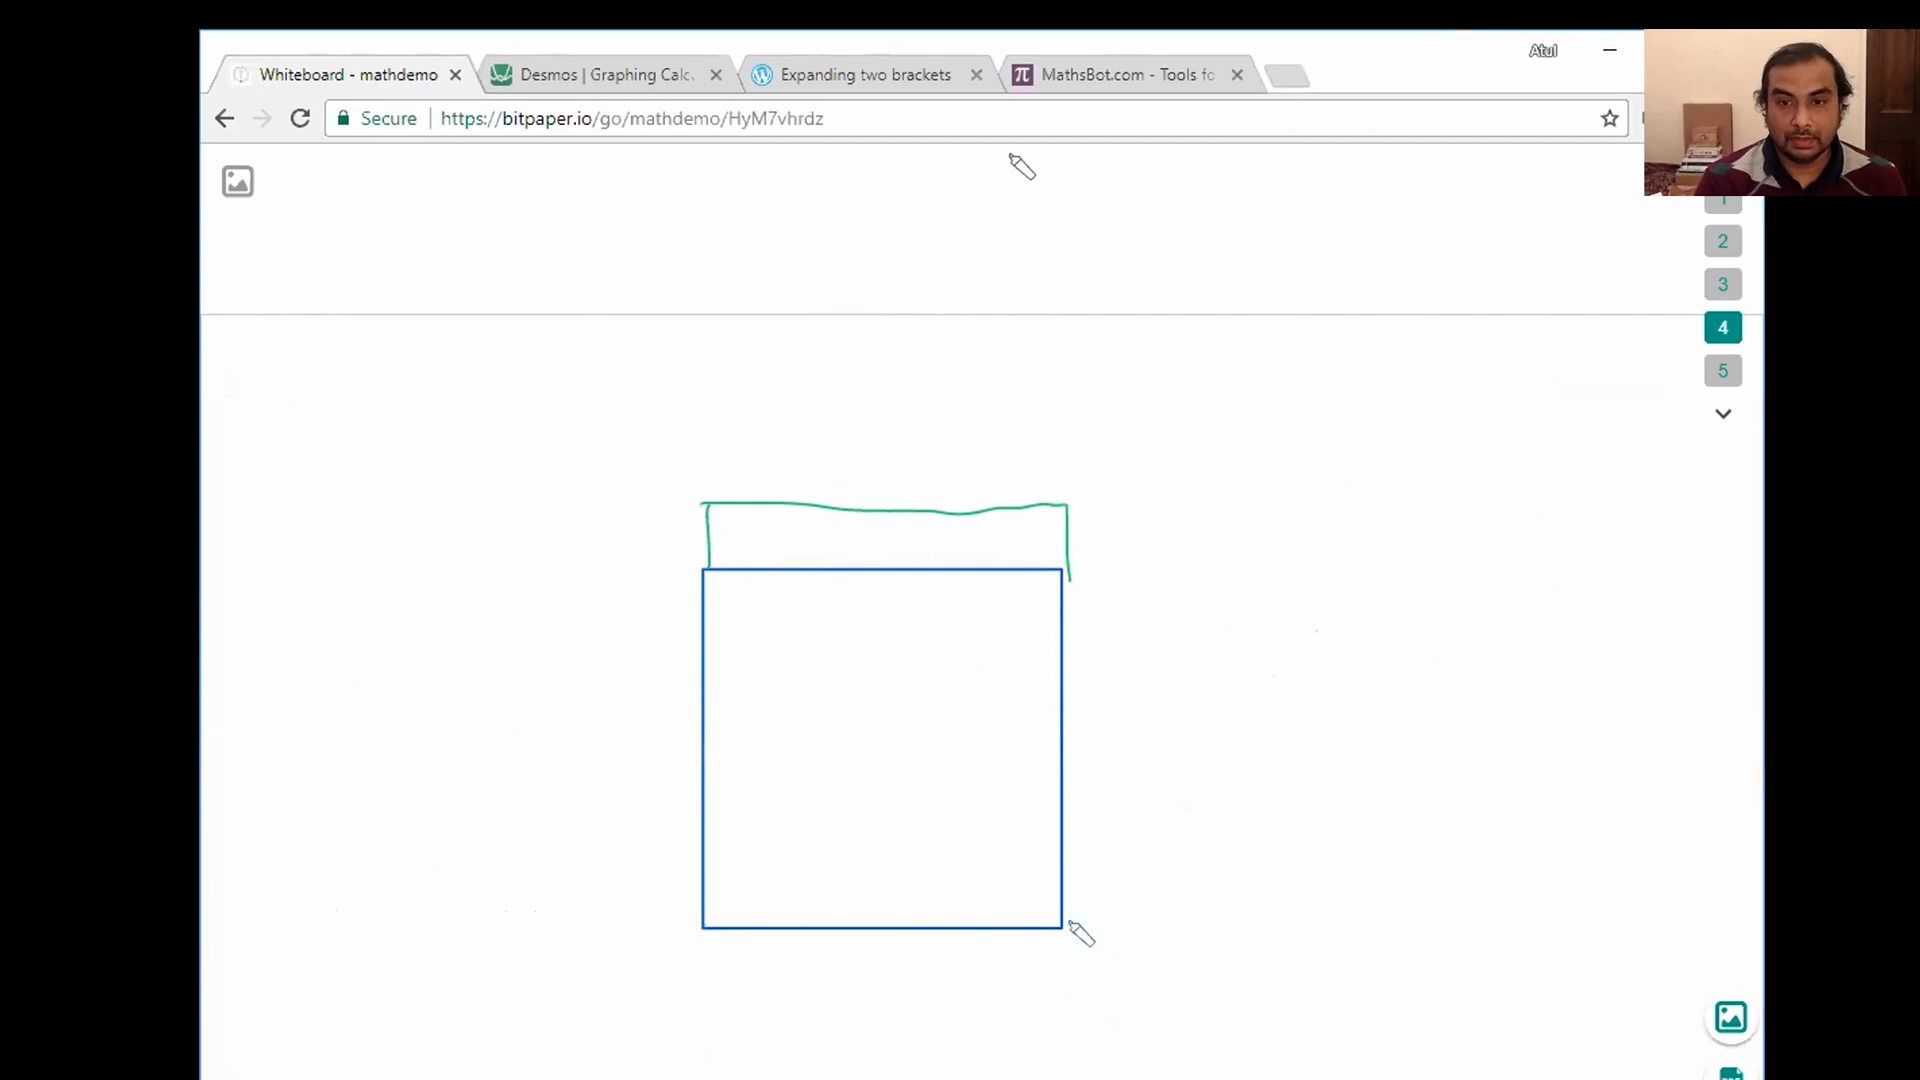 Atul
Whiteboard - mathdemo
Desmos | Graphing Calc
Expanding two brackets
MathsBot.com - Tools fo
Secure
https://bitpaper.io/go/mathdemo/HyM7vhrdz
1
2
3
4
5